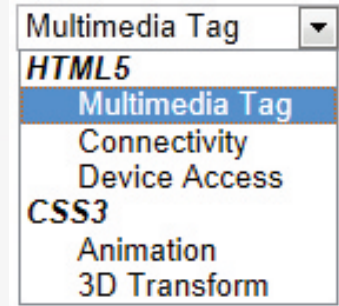 Multimedia Tag
HTML5
Multimedia Tag
Connectivity
Device Access
CSS3
Animation
3D Transform